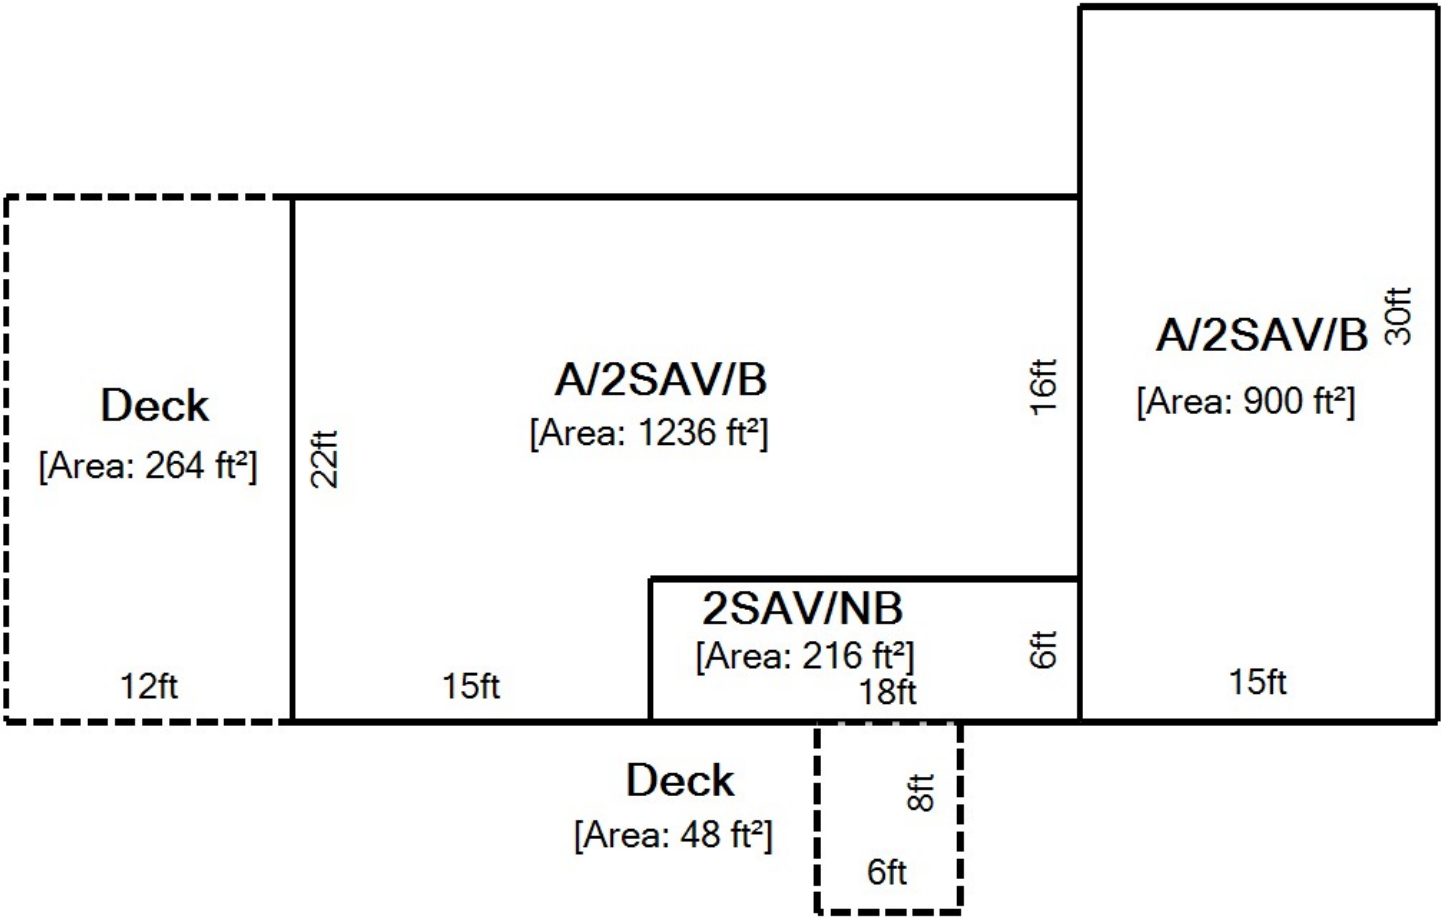 A/2SAV/B
[Area: 900 ft²]
30ft
15ft
A/2SAV/B
[Area: 1236 ft²]
16ft
22ft
15ft
Deck
[Area: 264 ft²]
12ft
2SAV/NB
[Area: 216 ft²]
6ft
18ft
Deck
[Area: 48 ft²]
8ft
6ft